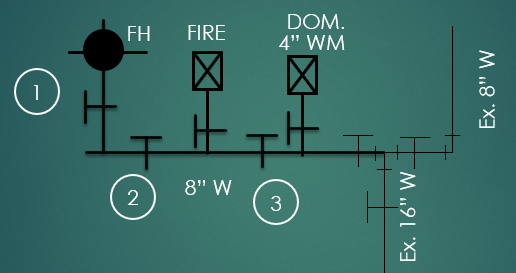 FH
FIRE
DOM.
4” WM
1
Ex. 8” W
2
8” W
3
Ex. 16” W